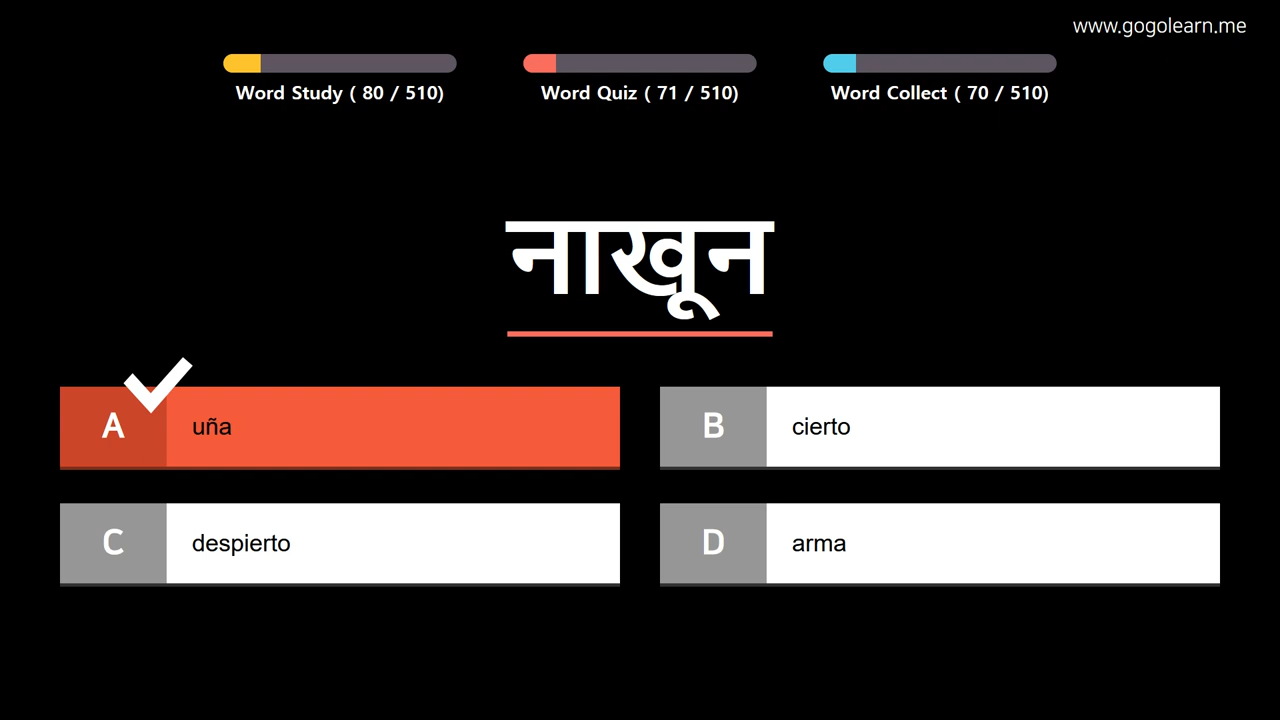 www.gogolearn.me
Word Study ( 80 / 510)
Word Quiz ( 71 / 510)
Word Collect ( 70 / 510)
नाखून
A uña
B cierto
C despierto
D arma